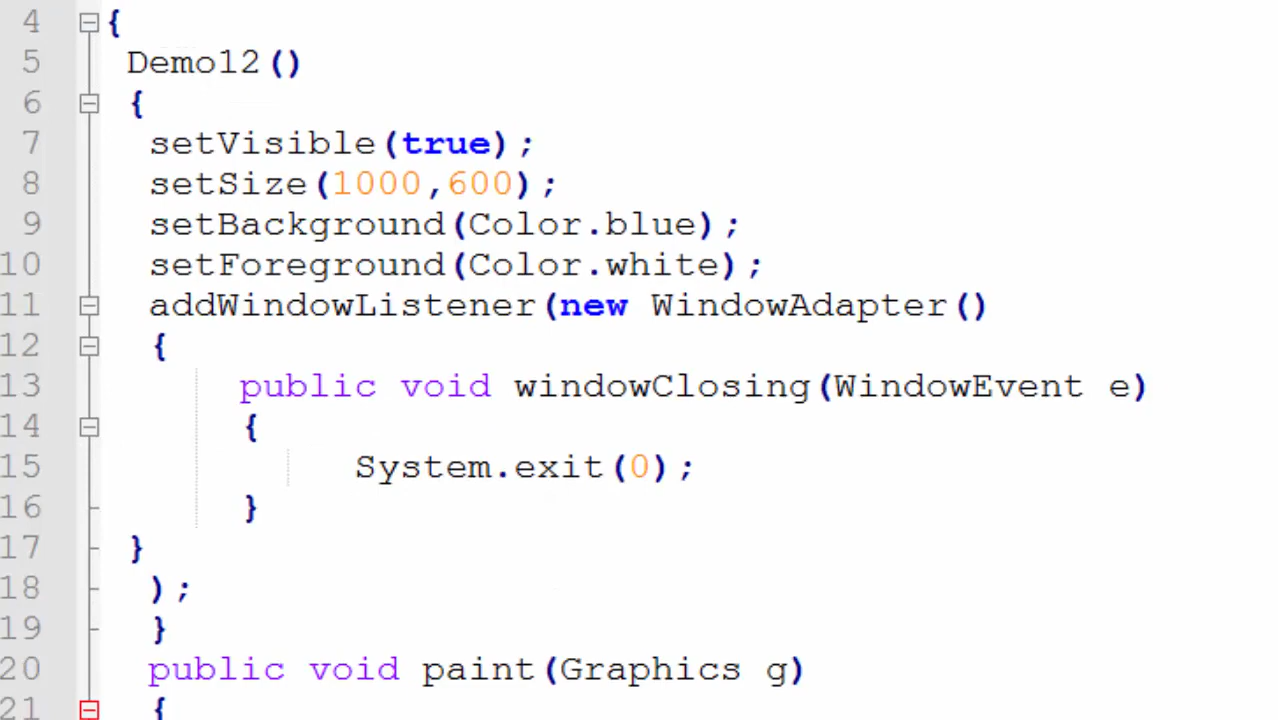 4 {
5 Demo12()
6 {
7 setVisible(true);
8 setSize(1000,600);
9 setBackground(Color.blue);
10 setForeground(Color.white);
11 addWindowListener(new WindowAdapter()
12 {
13 public void windowClosing(WindowEvent e)
14 {
15 System.exit(0);
16 }
17 }
18 );
19 }
20 public void paint(Graphics g)
21 {